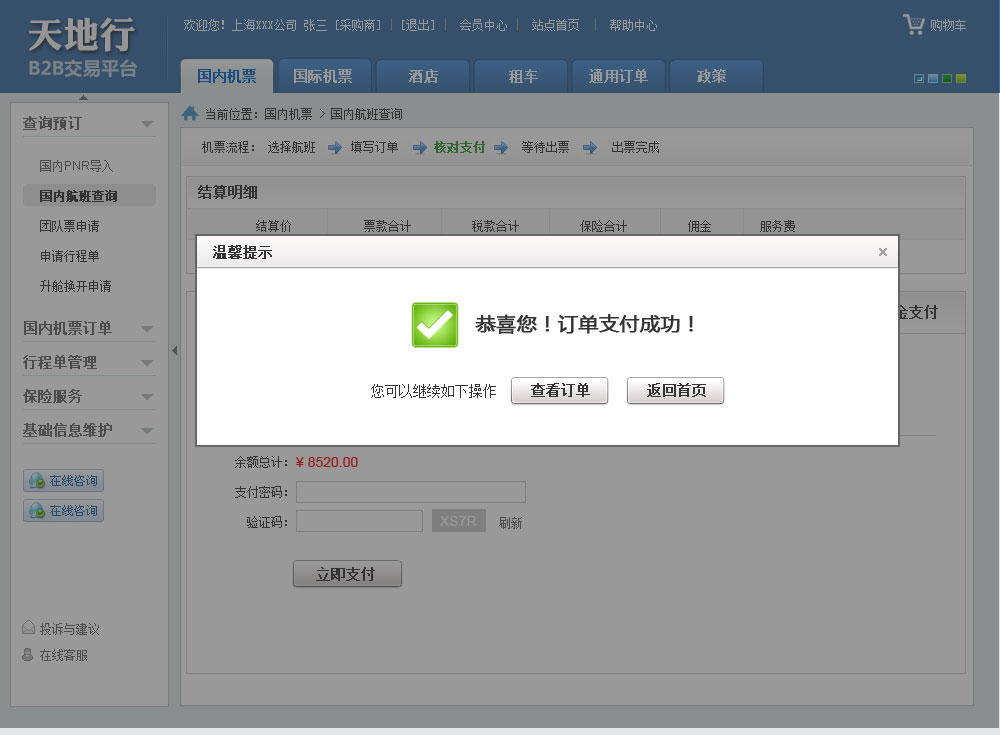 天地行
B2B交易平台
欢迎您！上海XXX公司 张三 [采购商] | [退出] | 会员中心 | 站点首页 | 帮助中心
购物车
国内机票 国际机票 酒店 租车 通用订单 政策
当前位置：国内机票 > 国内航班查询
查询预订
国内PNR导入
国内航班查询
团队票申请
申请行程单
升舱换开申请
国内机票订单
行程单管理
保险服务
基础信息维护
在线咨询
在线咨询
投诉与建议
在线客服
机票流程： 选择航班 填写订单 核对支付 等待出票 出票完成
结算明细
结算价 票款合计 税款合计 保险合计 佣金 服务费
温馨提示 ×
恭喜您！订单支付成功！
您可以继续如下操作 查看订单 返回首页
金支付
余额总计：¥ 8520.00
支付密码：
验证码： XS7R 刷新
立即支付